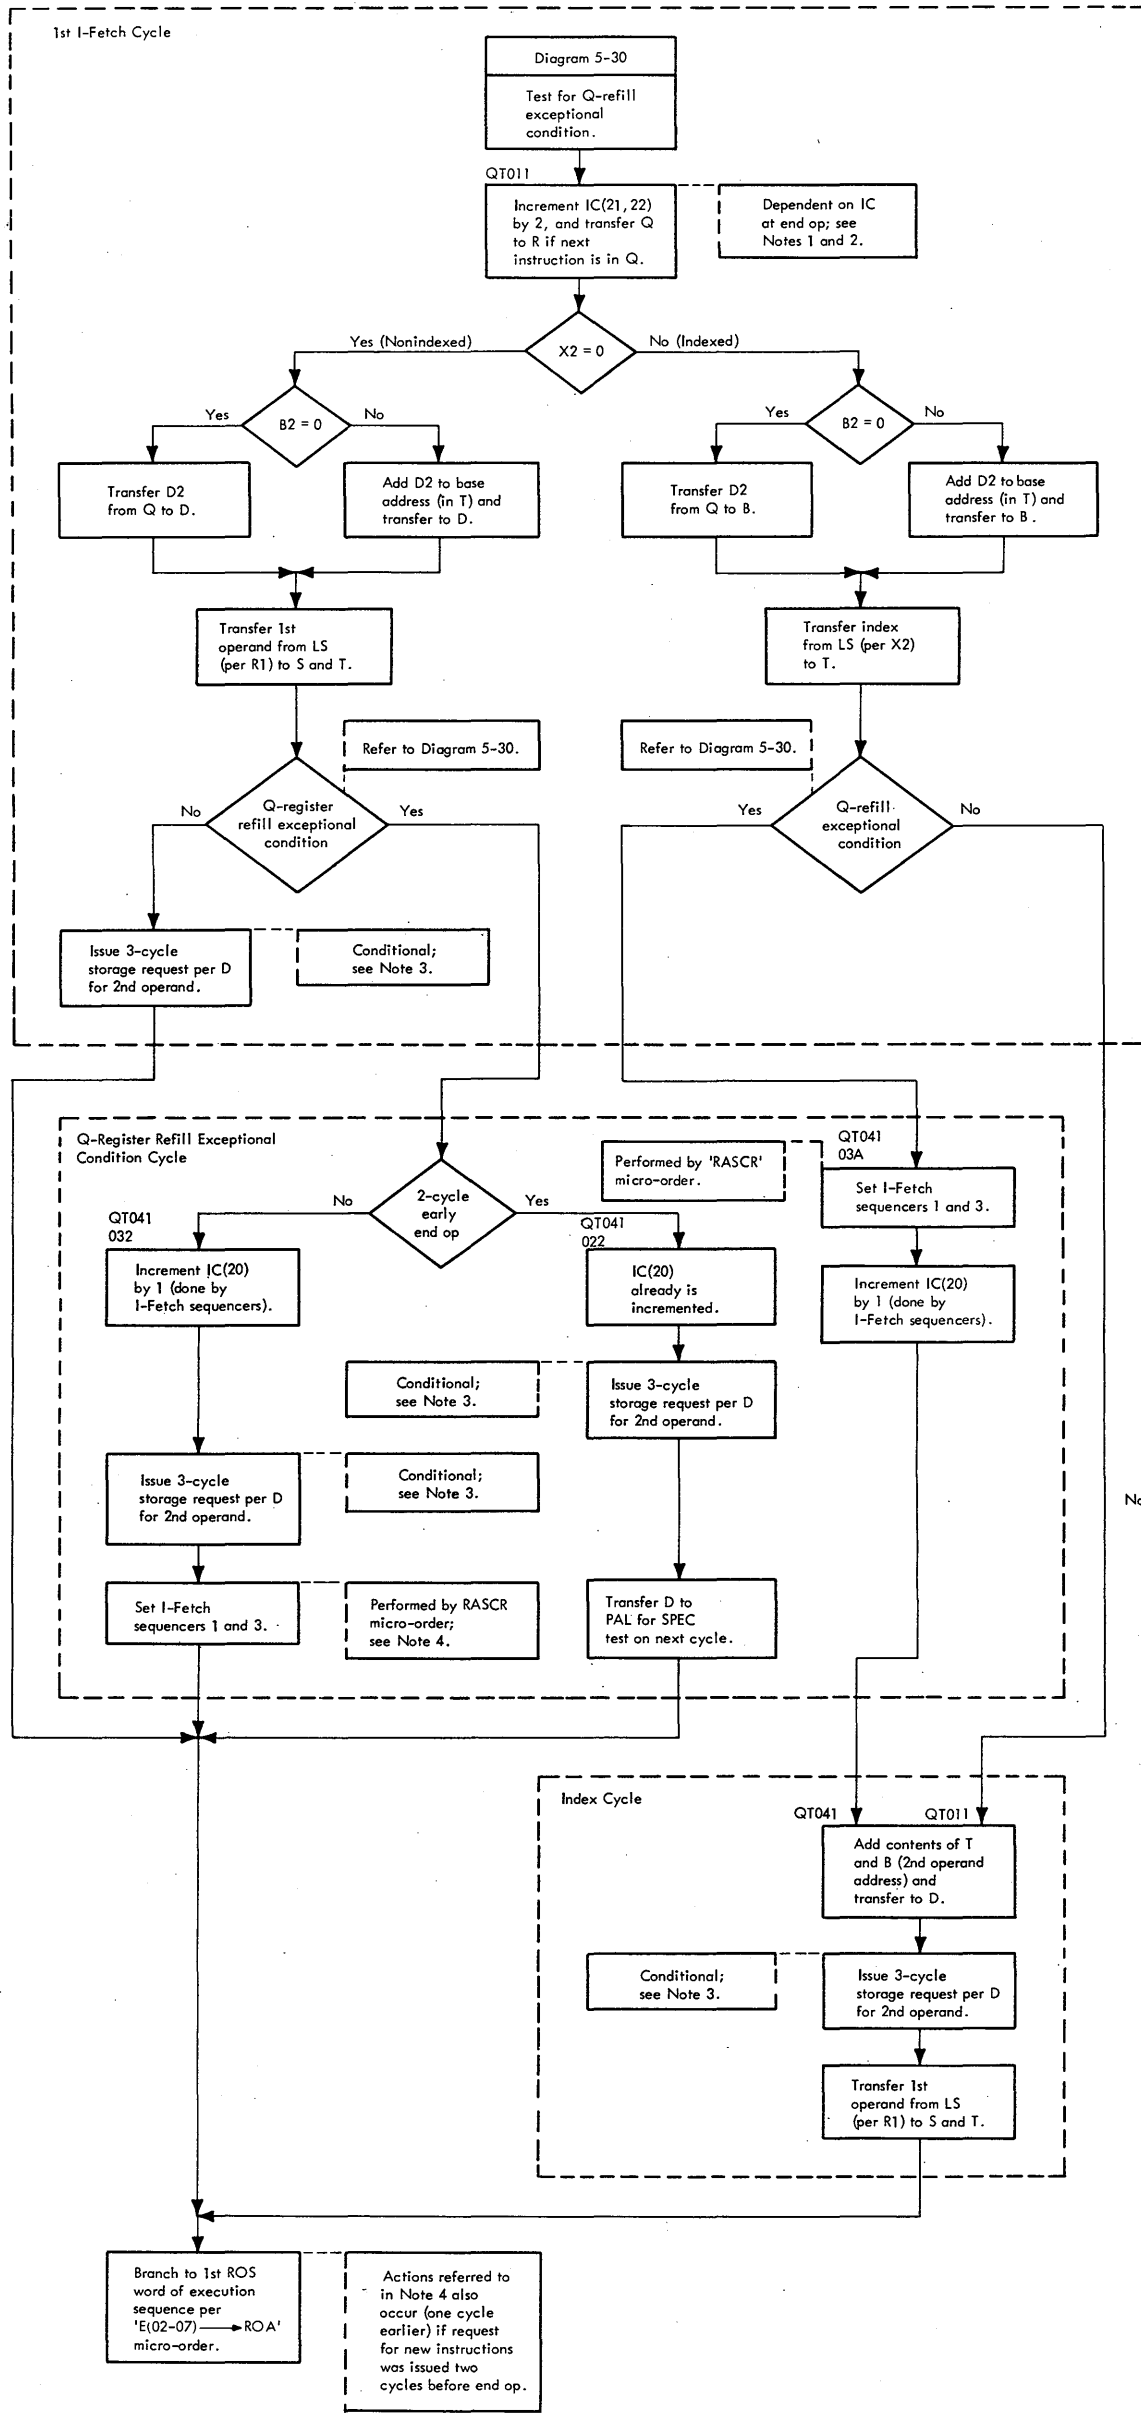 1st I-Fetch Cycle
Diagram 5-30
Test for Q-refill
exceptional
condition.
QT011
Increment IC(21,22)
by 2, and transfer Q
to R if next
instruction is in Q.
Dependent on IC
at end op; see
Notes 1 and 2.
Yes (Nonindexed)
X2 = 0
No (Indexed)
Yes
B2 = 0
No
Yes
B2 = 0
No
Transfer D2
from Q to D.
Add D2 to base
address (in T) and
transfer to D.
Transfer D2
from Q to B.
Add D2 to base
address (in T) and
transfer to B.
Transfer 1st
operand from LS
(per R1) to S and T.
Transfer index
from LS (per X2)
to T.
Refer to Diagram 5-30.
Refer to Diagram 5-30.
No
Q-register
refill exceptional
condition
Yes
Yes
Q-refill
exceptional
condition
No
Issue 3-cycle
storage request per D
for 2nd operand.
Conditional;
see Note 3.
Q-Register Refill Exceptional
Condition Cycle
No
2-cycle
early
end op
Yes
Performed by 'RASCR'
micro-order.
QT041
03A
Set I-Fetch
sequencers 1 and 3.
QT041
032
Increment IC(20)
by 1 (done by
I-Fetch sequencers).
QT041
022
IC(20)
already is
incremented.
Increment IC(20)
by 1 (done by
I-Fetch sequencers).
Conditional;
see Note 3.
Issue 3-cycle
storage request per D
for 2nd operand.
Issue 3-cycle
storage request per D
for 2nd operand.
Conditional;
see Note 3.
No
Set I-Fetch
sequencers 1 and 3.
Performed by RASCR
micro-order;
see Note 4.
Transfer D to
PAL for SPEC
test on next cycle.
Index Cycle
QT041
QT011
Add contents of T
and B (2nd operand
address) and
transfer to D.
Conditional;
see Note 3.
Issue 3-cycle
storage request per D
for 2nd operand.
Transfer 1st
operand from LS
(per R1) to S and T.
Branch to 1st ROS
word of execution
sequence per
'E(02-07)⟶ROA'
micro-order.
Actions referred to
in Note 4 also
occur (one cycle
earlier) if request
for new instructions
was issued two
cycles before end op.